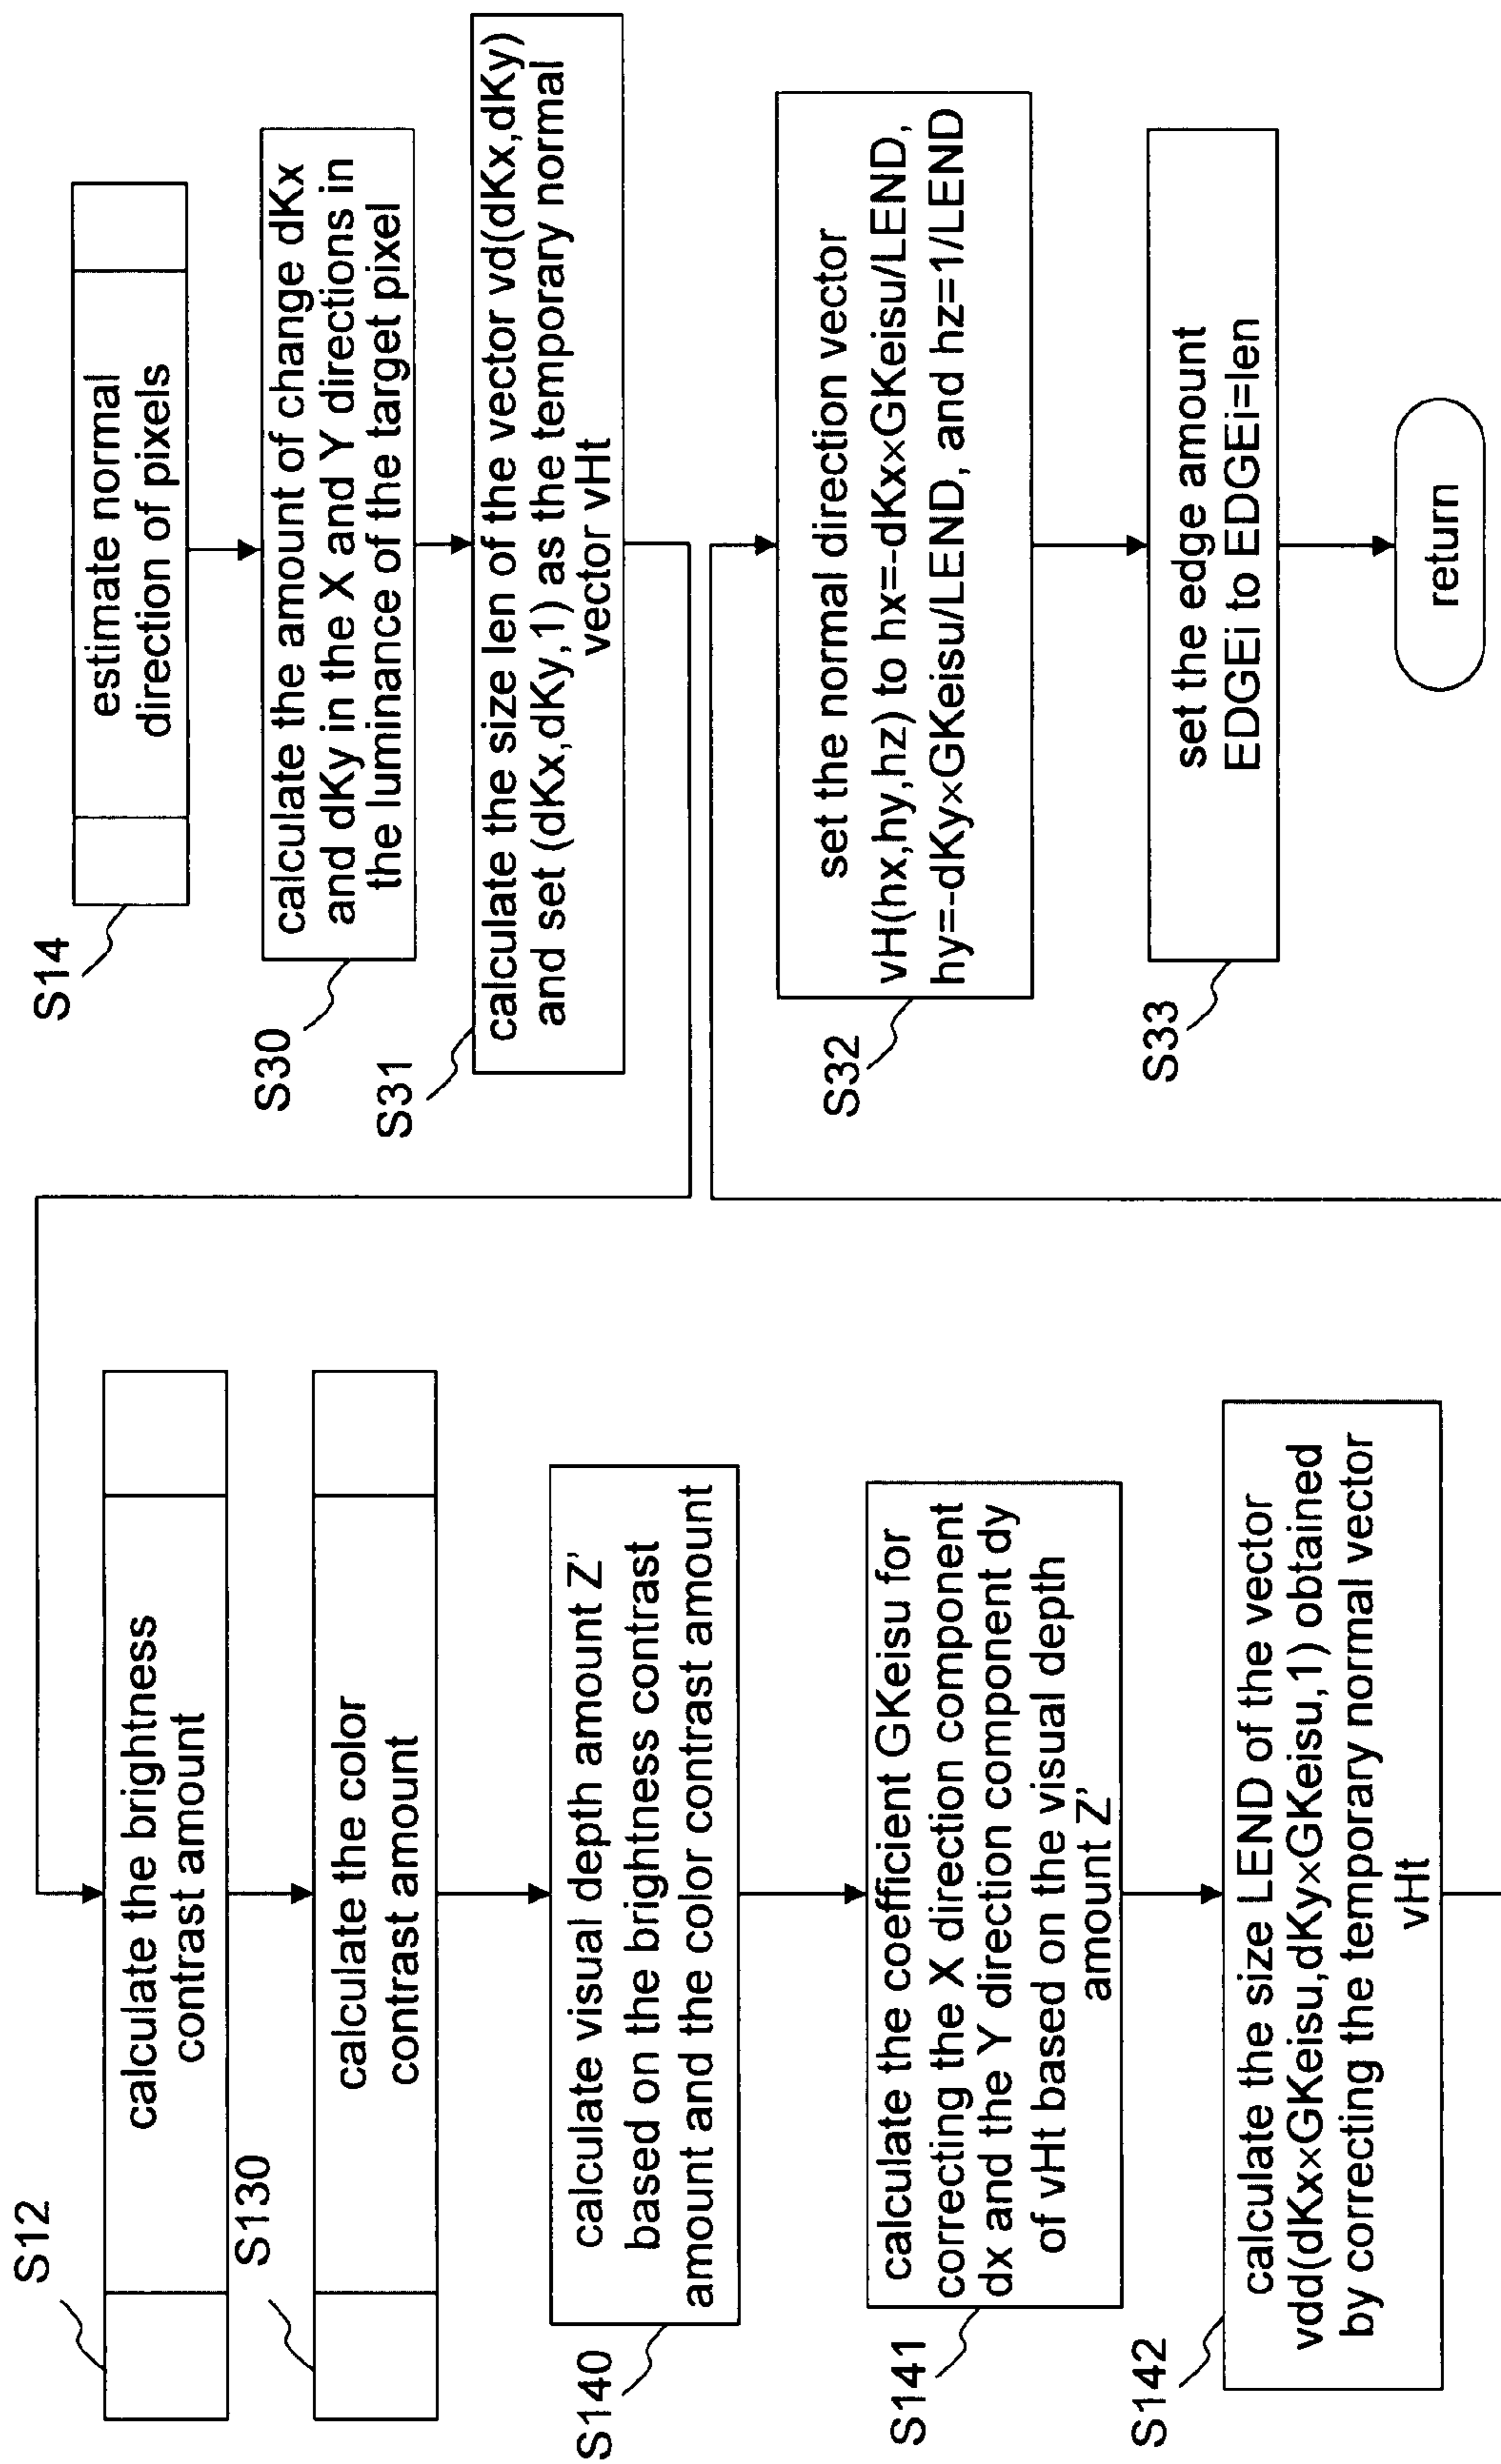 S14
estimate normal
direction of pixels
S30
calculate the amount of change dKx
and dKy in the X and Y directions in
the luminance of the target pixel
S31
calculate the size len of the vector vd(dKx,dKy)
and set (dKx,dKy,1) as the temporary normal
vector vHt
S12
calculate the brightness
contrast amount
S130
calculate the color
contrast amount
S140
calculate visual depth amount Z'
based on the brightness contrast
amount and the color contrast amount
S141
calculate the coefficient GKeisu for
correcting the X direction component
dx and the Y direction component dy
of vHt based on the visual depth
amount Z'
S142
calculate the size LEND of the vector
vdd(dKx×GKeisu,dKy×GKeisu,1) obtained
by correcting the temporary normal vector
vHt
S32
set the normal direction vector
vH(hx,hy,hz) to hx=-dKx×GKeisu/LEND,
hy=-dKy×GKeisu/LEND, and hz=1/LEND
S33
set the edge amount
EDGEi to EDGEi=len
return